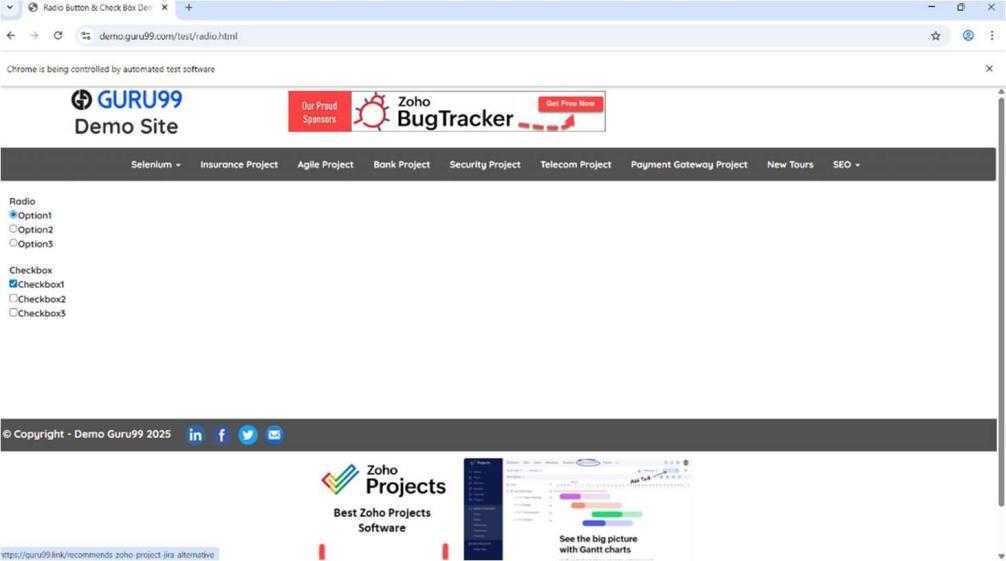 Radio Button & Check Box Dem
demo.guru99.com/test/radio.html
Chrome is being controlled by automated test software
GURU99
Demo Site
Our Proud
Sponsors
Zoho
BugTracker
Get Free Now
Selenium
Insurance Project
Agile Project
Bank Project
Security Project
Telecom Project
Payment Gateway Project
New Tours
SEO
Radio
Option1
Option2
Option3
Checkbox
Checkbox1
Checkbox2
Checkbox3
© Copyright - Demo Guru99 2025
Zoho
Projects
Best Zoho Projects
Software
Projects
Add Task
See the big picture
with Gantt charts
https://guru99.link/recommends-zoho-project-jira-alternative